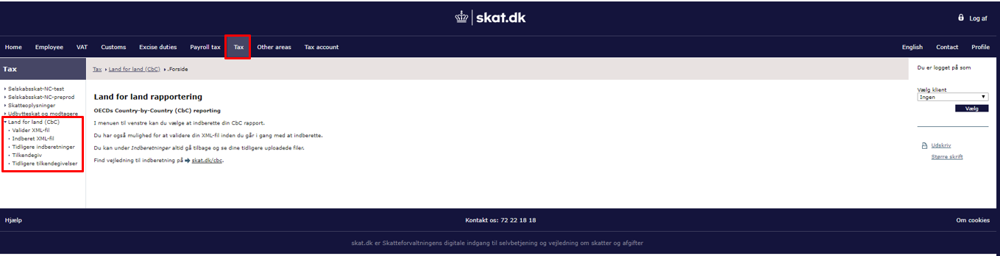 skat.dk
Log af
Home Employee VAT Customs Excise duties Payroll tax Tax Other areas Tax account English Contact Profile
Tax
Selskabsskat-NC-test
Selskabsskat-NC-preprod
Skatteoplysninger
Udbytteskat og modtagere
Land for land (CbC)
Valider XML-fil
Indberet XML-fil
Tidligere indberetninger
Tilkendegiv
Tidligere tilkendegivelser
Tax Land for land (CbC) .Forside
Land for land rapportering
OECDs Country-by-Country (CbC) reporting
I menuen til venstre kan du vælge at indberette din CbC rapport.
Du har også mulighed for at validere din XML-fil inden du går i gang med at indberette.
Du kan under Indberetninger altid gå tilbage og se dine tidligere uploadede filer.
Find vejledning til indberetning på skat.dk/cbc.
Du er logget på som
Vælg klient
Ingen
Vælg
Udskriv
Større skrift
Hjælp Kontakt os: 72 22 18 18 Om cookies
skat.dk er Skatteforvaltningens digitale indgang til selvbetjening og vejledning om skatter og afgifter